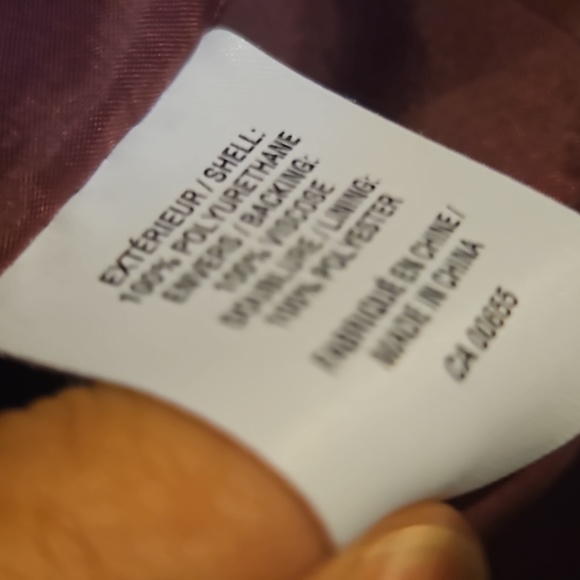 EXTÉRIEUR / SHELL:
100% POLYURETHANE
ENVERS / BACKING:
100% VISCOSE
DOUBLURE / LINING:
100% POLYESTER
FABRIQUÉ EN CHINE /
MADE IN CHINA
CA 00855